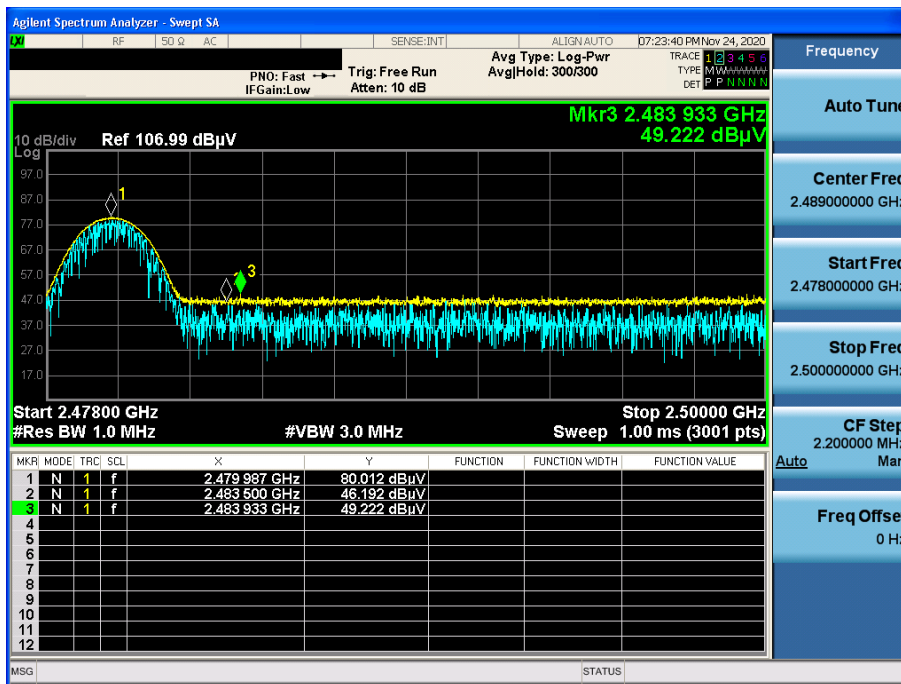 Agilent Spectrum Analyzer - Swept SA
LXI RF 50 Ω AC SENSE:INT ALIGN AUTO 07:23:40 PM Nov 24, 2020
PNO: Fast Trig: Free Run Avg Type: Log-Pwr TRACE 1 2 3 4 5 6
IFGain:Low Atten: 10 dB Avg|Hold: 300/300 TYPE M
DET P P N N N N
Mkr3 2.483 933 GHz
49.222 dBµV
10 dB/div Ref 106.99 dBµV
Log
97.0
87.0
77.0
67.0
57.0
47.0
37.0
27.0
17.0
1
3
Start 2.47800 GHz Stop 2.50000 GHz
#Res BW 1.0 MHz #VBW 3.0 MHz Sweep 1.00 ms (3001 pts)
MKR MODE TRC SCL X Y FUNCTION FUNCTION WIDTH FUNCTION VALUE
1 N 1 f 2.479 987 GHz 80.012 dBµV
2 N 1 f 2.483 500 GHz 46.192 dBµV
3 N 1 f 2.483 933 GHz 49.222 dBµV
4
5
6
7
8
9
10
11
12
MSG STATUS
Frequency
Auto Tune
Center Freq
2.489000000 GHz
Start Freq
2.478000000 GHz
Stop Freq
2.500000000 GHz
CF Step
2.200000 MHz
Auto Man
Freq Offset
0 Hz